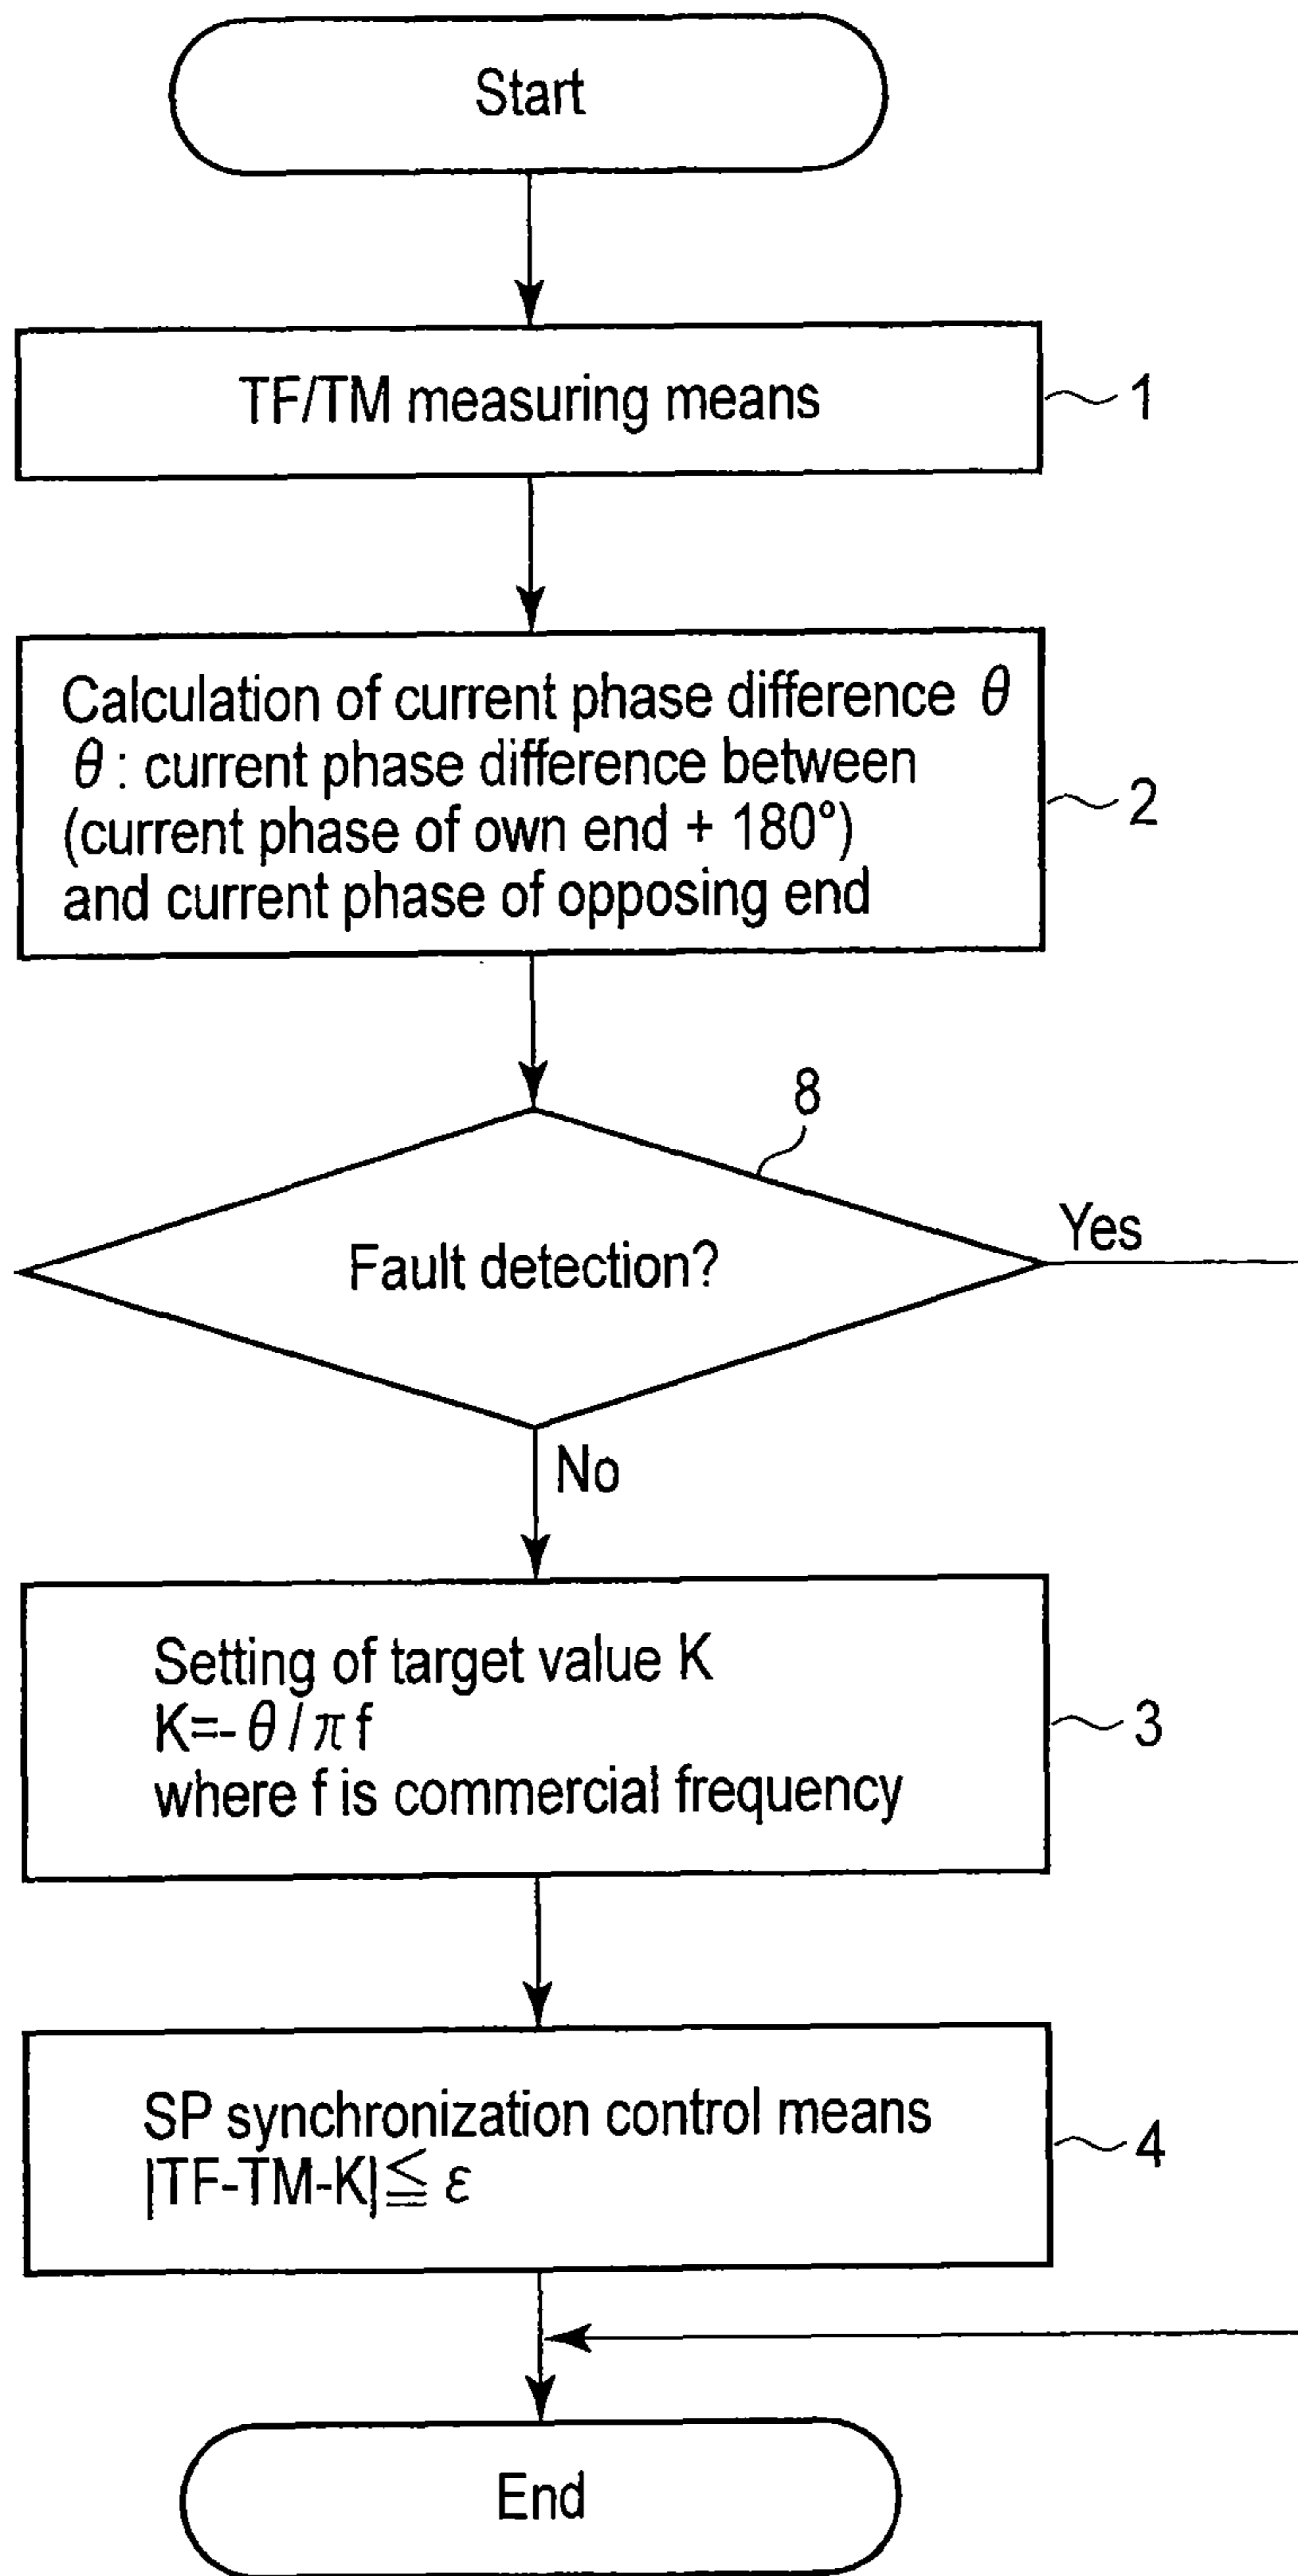 Start
TF/TM measuring means
1
Calculation of current phase difference θ
θ : current phase difference between
(current phase of own end + 180°)
and current phase of opposing end
2
8
Fault detection?
Yes
No
Setting of target value K
K=-θ/πf
where f is commercial frequency
3
SP synchronization control means
|TF-TM-K|≦ε
4
End